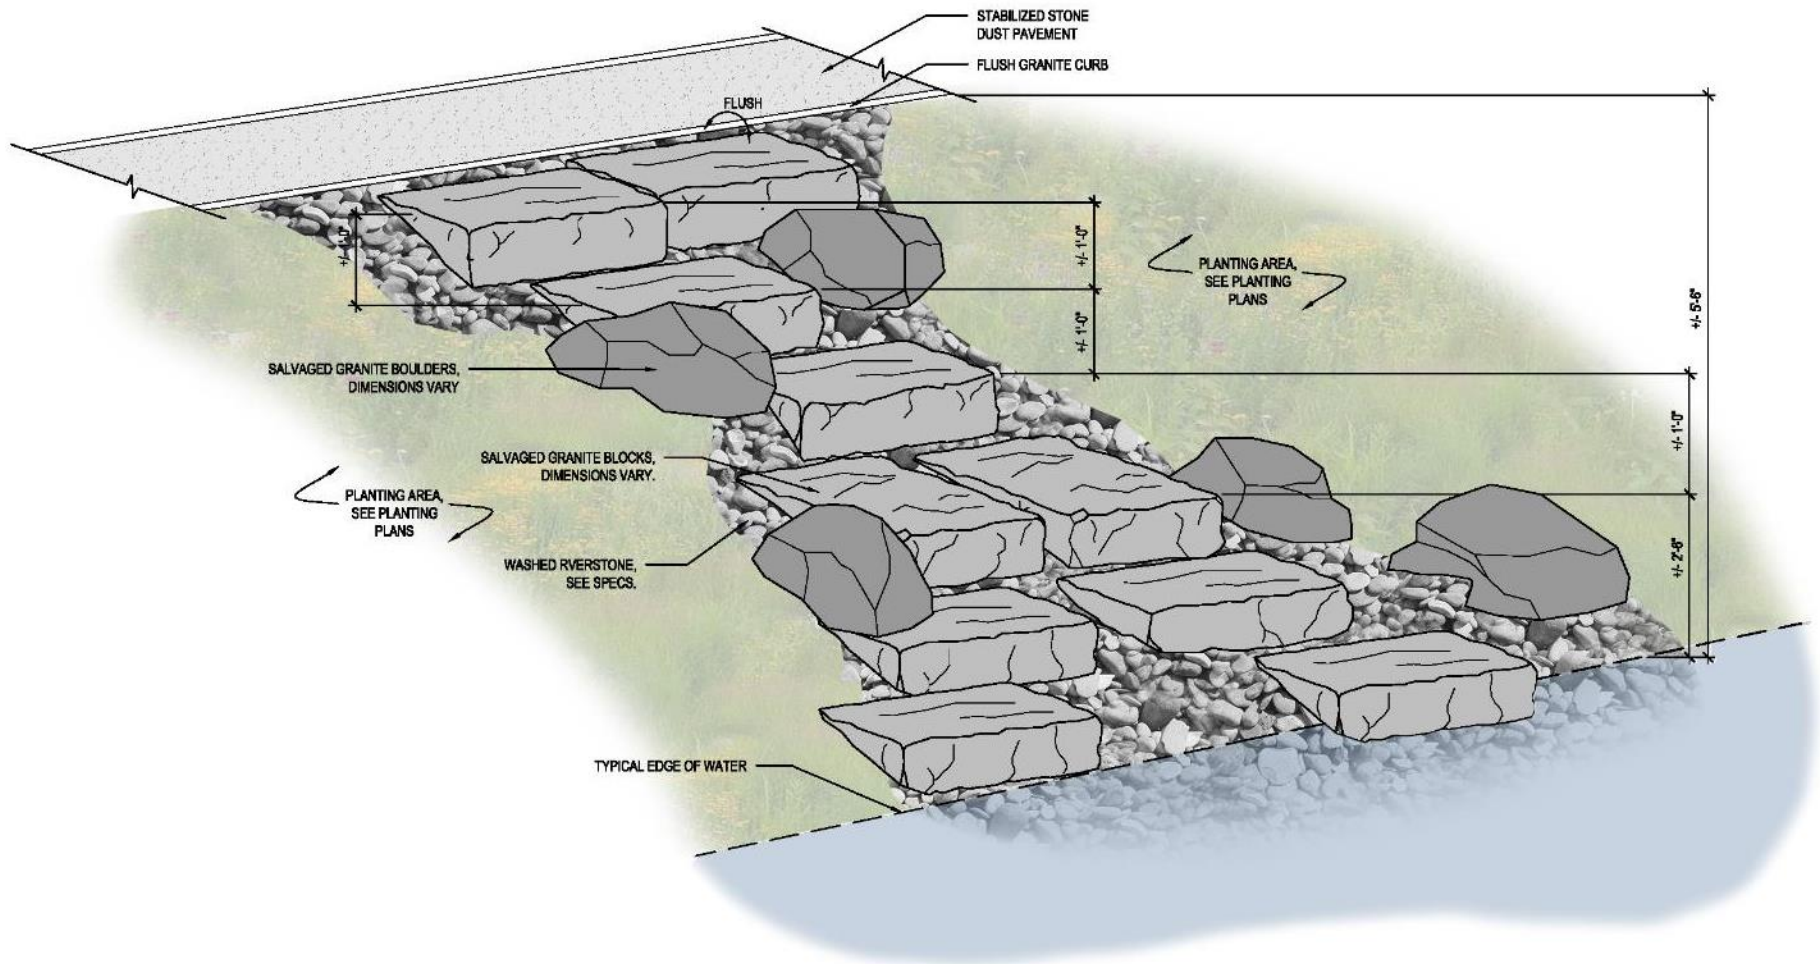 STABILIZED STONE
DUST PAVEMENT
FLUSH GRANITE CURB
FLUSH
+/- 1'-0"
+/- 1'-0"
+/- 1'-0"
PLANTING AREA,
SEE PLANTING
PLANS
+/- 5'-6"
SALVAGED GRANITE BOULDERS,
DIMENSIONS VARY
+/- 1'-0"
SALVAGED GRANITE BLOCKS,
DIMENSIONS VARY.
PLANTING AREA,
SEE PLANTING
PLANS
WASHED RVERSTONE,
SEE SPECS.
+/- 2'-6"
TYPICAL EDGE OF WATER